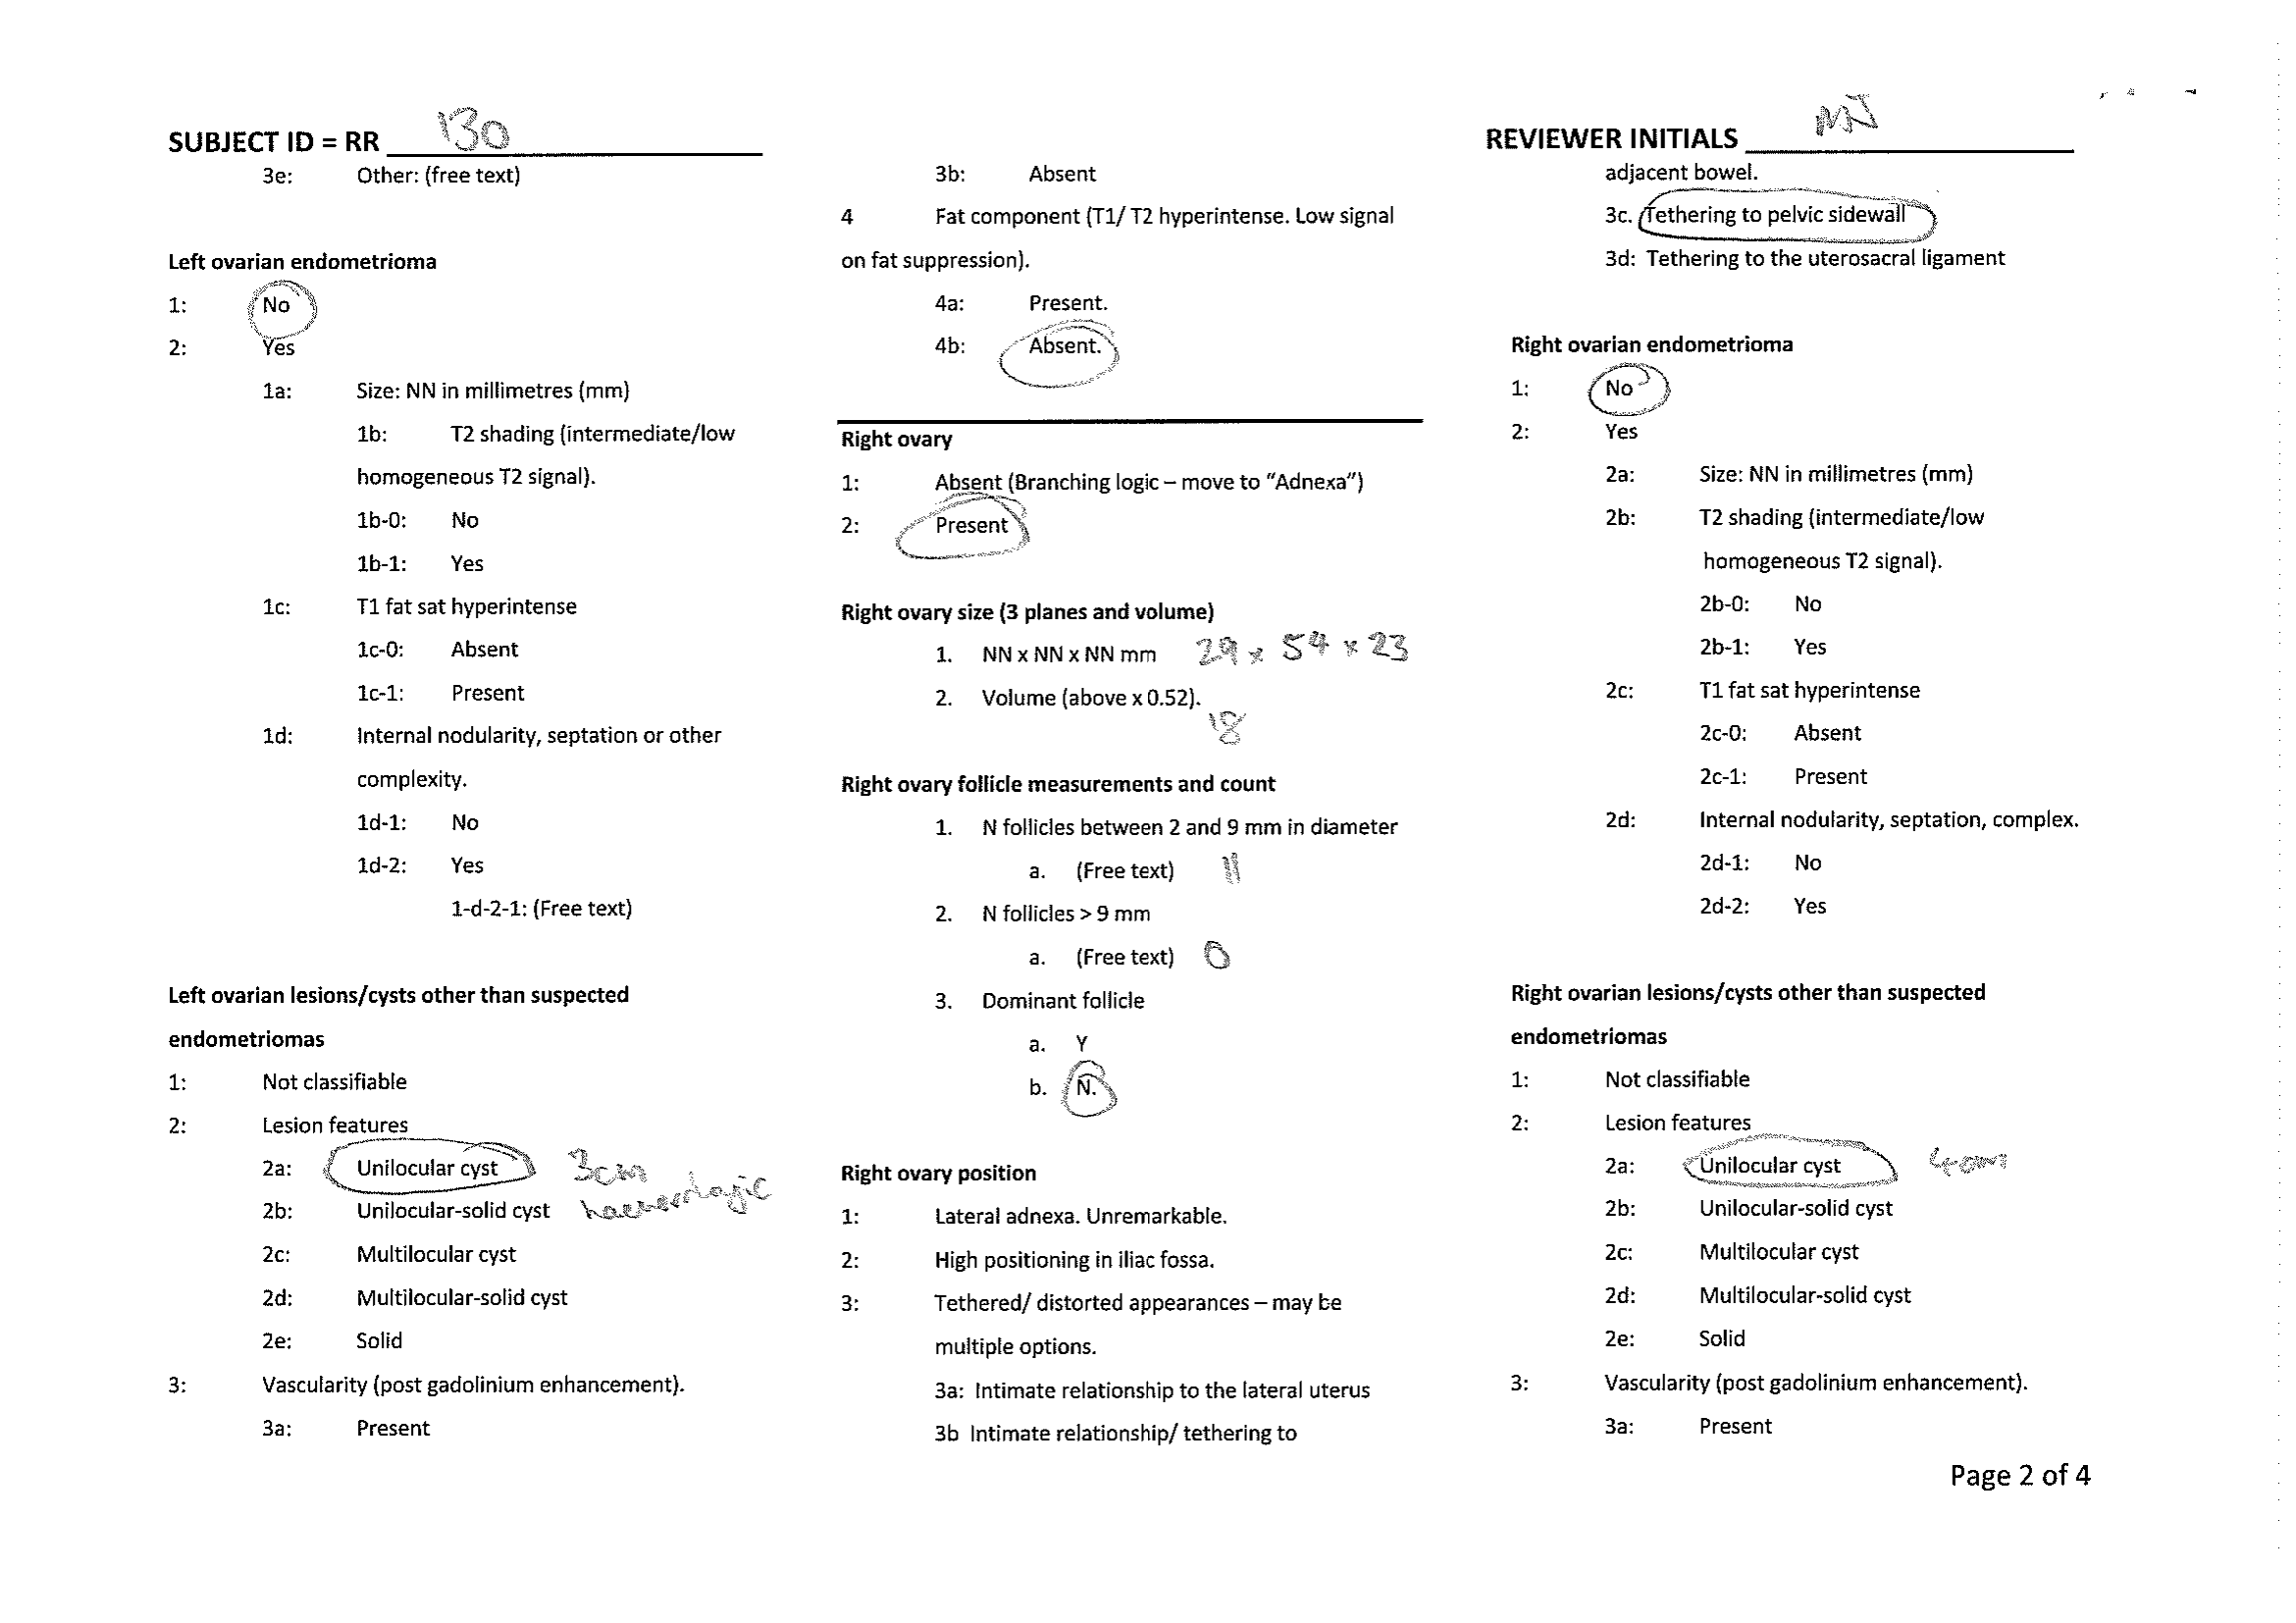 SUBJECT ID = RR 130
3e: Other: (free text)
Left ovarian endometrioma
1: No
2: Yes
1a: Size: NN in millimetres (mm)
1b: T2 shading (intermediate/low
homogeneous T2 signal).
1b-0: No
1b-1: Yes
1c: T1 fat sat hyperintense
1c-0: Absent
1c-1: Present
1d: Internal nodularity, septation or other
complexity.
1d-1: No
1d-2: Yes
1-d-2-1: (Free text)
Left ovarian lesions/cysts other than suspected
endometriomas
1: Not classifiable
2: Lesion features
2a: Unilocular cyst 3cm
2b: Unilocular-solid cyst
2c: Multilocular cyst
2d: Multilocular-solid cyst
2e: Solid
3: Vascularity (post gadolinium enhancement).
3a: Present
3b: Absent
4 Fat component (T1/ T2 hyperintense. Low signal
on fat suppression).
4a: Present.
4b: Absent.
Right ovary
1: Absent (Branching logic – move to "Adnexa")
2: Present
Right ovary size (3 planes and volume)
1. NN x NN x NN mm 29 x 54 x 23
2. Volume (above x 0.52).
18
Right ovary follicle measurements and count
1. N follicles between 2 and 9 mm in diameter
a. (Free text) 11
2. N follicles > 9 mm
a. (Free text) 0
3. Dominant follicle
a. Y
b. N.
Right ovary position
1: Lateral adnexa. Unremarkable.
2: High positioning in iliac fossa.
3: Tethered/ distorted appearances – may be
multiple options.
3a: Intimate relationship to the lateral uterus
3b Intimate relationship/ tethering to
REVIEWER INITIALS MJ
adjacent bowel.
3c. Tethering to pelvic sidewall
3d: Tethering to the uterosacral ligament
Right ovarian endometrioma
1: No
2: Yes
2a: Size: NN in millimetres (mm)
2b: T2 shading (intermediate/low
homogeneous T2 signal).
2b-0: No
2b-1: Yes
2c: T1 fat sat hyperintense
2c-0: Absent
2c-1: Present
2d: Internal nodularity, septation, complex.
2d-1: No
2d-2: Yes
Right ovarian lesions/cysts other than suspected
endometriomas
1: Not classifiable
2: Lesion features
2a: Unilocular cyst 4cm
2b: Unilocular-solid cyst
2c: Multilocular cyst
2d: Multilocular-solid cyst
2e: Solid
3: Vascularity (post gadolinium enhancement).
3a: Present
Page 2 of 4